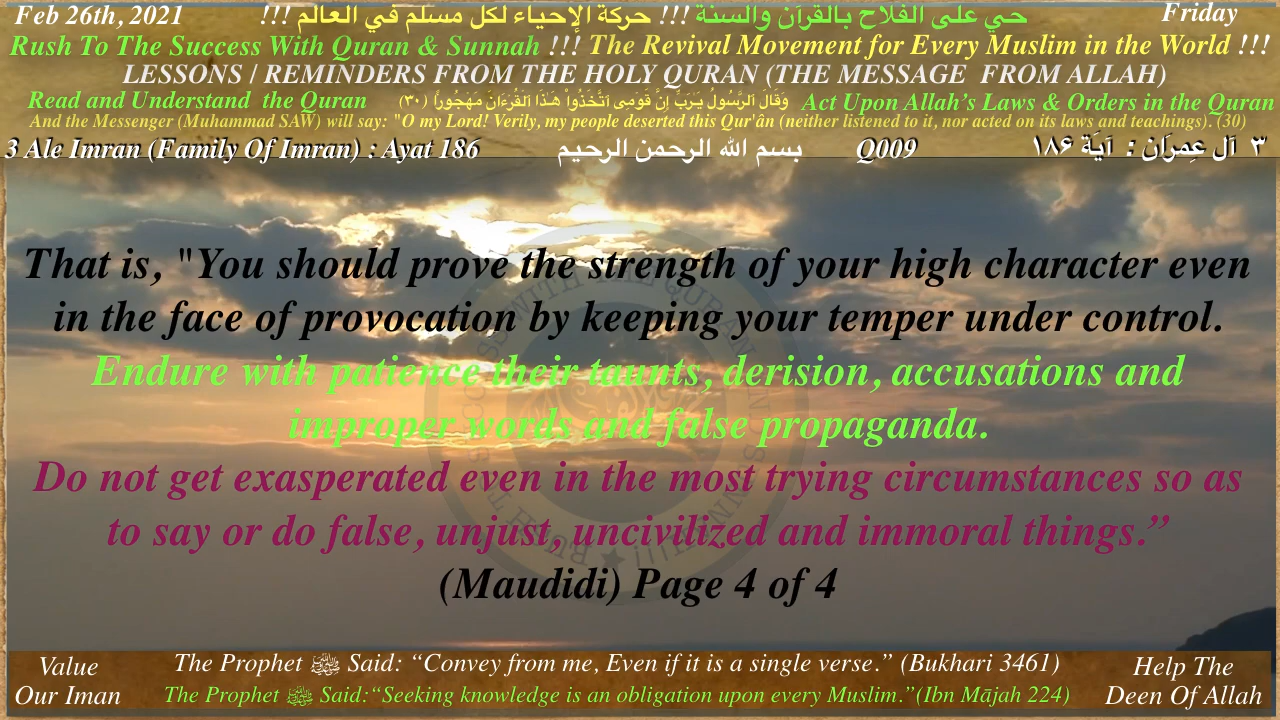 Feb 26th, 2021 !!! حي على الفلاح بالقرآن والسنة !!! حركة الإحياء لكل مسلم في العالم Friday
Rush To The Success With Quran & Sunnah !!! The Revival Movement for Every Muslim in the World !!!
LESSONS / REMINDERS FROM THE HOLY QURAN (THE MESSAGE FROM ALLAH)
Read and Understand the Quran وَقَالَ ٱلرَّسُولُ يَـٰرَبِّ إِنَّ قَوْمِى ٱتَّخَذُوا۟ هَـٰذَا ٱلْقُرْءَانَ مَهْجُورًا (٣٠) Act Upon Allah's Laws & Orders in the Quran
And the Messenger (Muhammad SAW) will say: "O my Lord! Verily, my people deserted this Qur'ân (neither listened to it, nor acted on its laws and teachings). (30)
3 Ale Imran (Family Of Imran) : Ayat 186 بسم الله الرحمن الرحيم Q009 ٣ آل عِمرَان : آيَة ١٨۶
That is, "You should prove the strength of your high character even
in the face of provocation by keeping your temper under control.
Endure with patience their taunts, derision, accusations and
improper words and false propaganda.
Do not get exasperated even in the most trying circumstances so as
to say or do false, unjust, uncivilized and immoral things.”
(Maudidi) Page 4 of 4
Value
Our Iman
The Prophet ﷺ Said: “Convey from me, Even if it is a single verse.” (Bukhari 3461)
The Prophet ﷺ Said:“Seeking knowledge is an obligation upon every Muslim.”(Ibn Mājah 224)
Help The
Deen Of Allah